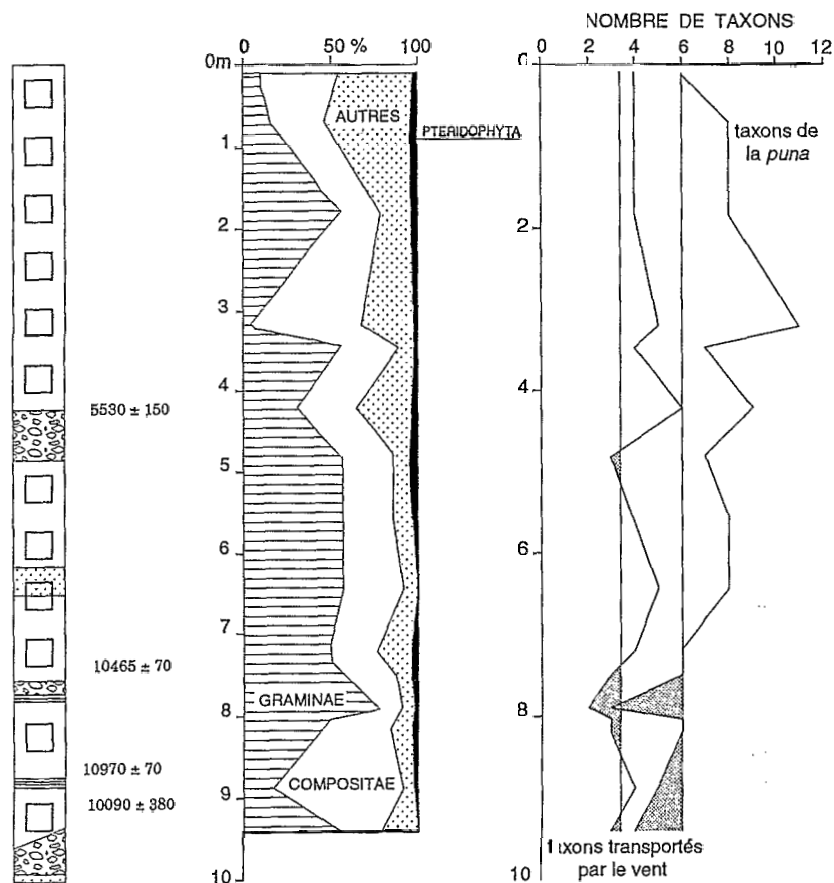 NOMBRE DE TAXONS
0 50 % 100
0 2 4 6 8 10 12
0m
1
2
3
4
5
6
7
8
9
10
5530 ± 150
10465 ± 70
10970 ± 70
10090 ± 380
AUTRES
PTERIDOPHYTA
GRAMINAE
COMPOSITAE
0
2
4
6
8
10
taxons de
la puna
taxons transportés
par le vent